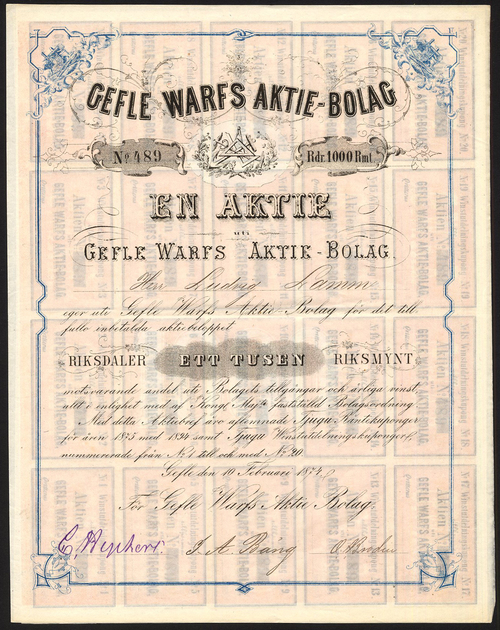 GEFLE WARFS AKTIE-BOLAG
No 489
Rdr. 1000 Rmt.
EN AKTIE
uti
GEFLE WARFS AKTIE-BOLAG.
Herr Ludvig Lamm
eger uti Gefle Warfs Aktie-Bolag för det till
fullo inbetalda aktiebeloppet
RIKSDALER ETT TUSEN RIKSMYNT
motsvarande andel uti Bolagets tillgångar och årliga vinst,
allt i enlighet med af Kongl. Maj:t fastställd Bolagsordning
Med detta Aktiebref äro aflemnade Tjugu Räntekuponger
för åren 1875 med 1894 samt Tjugu Vinstutdelningskuponger,
numererade från No 1 till och med No 20
Gefle den 10 Februari 1874
För Gefle Warfs Aktie Bolag:
J. A. Bång